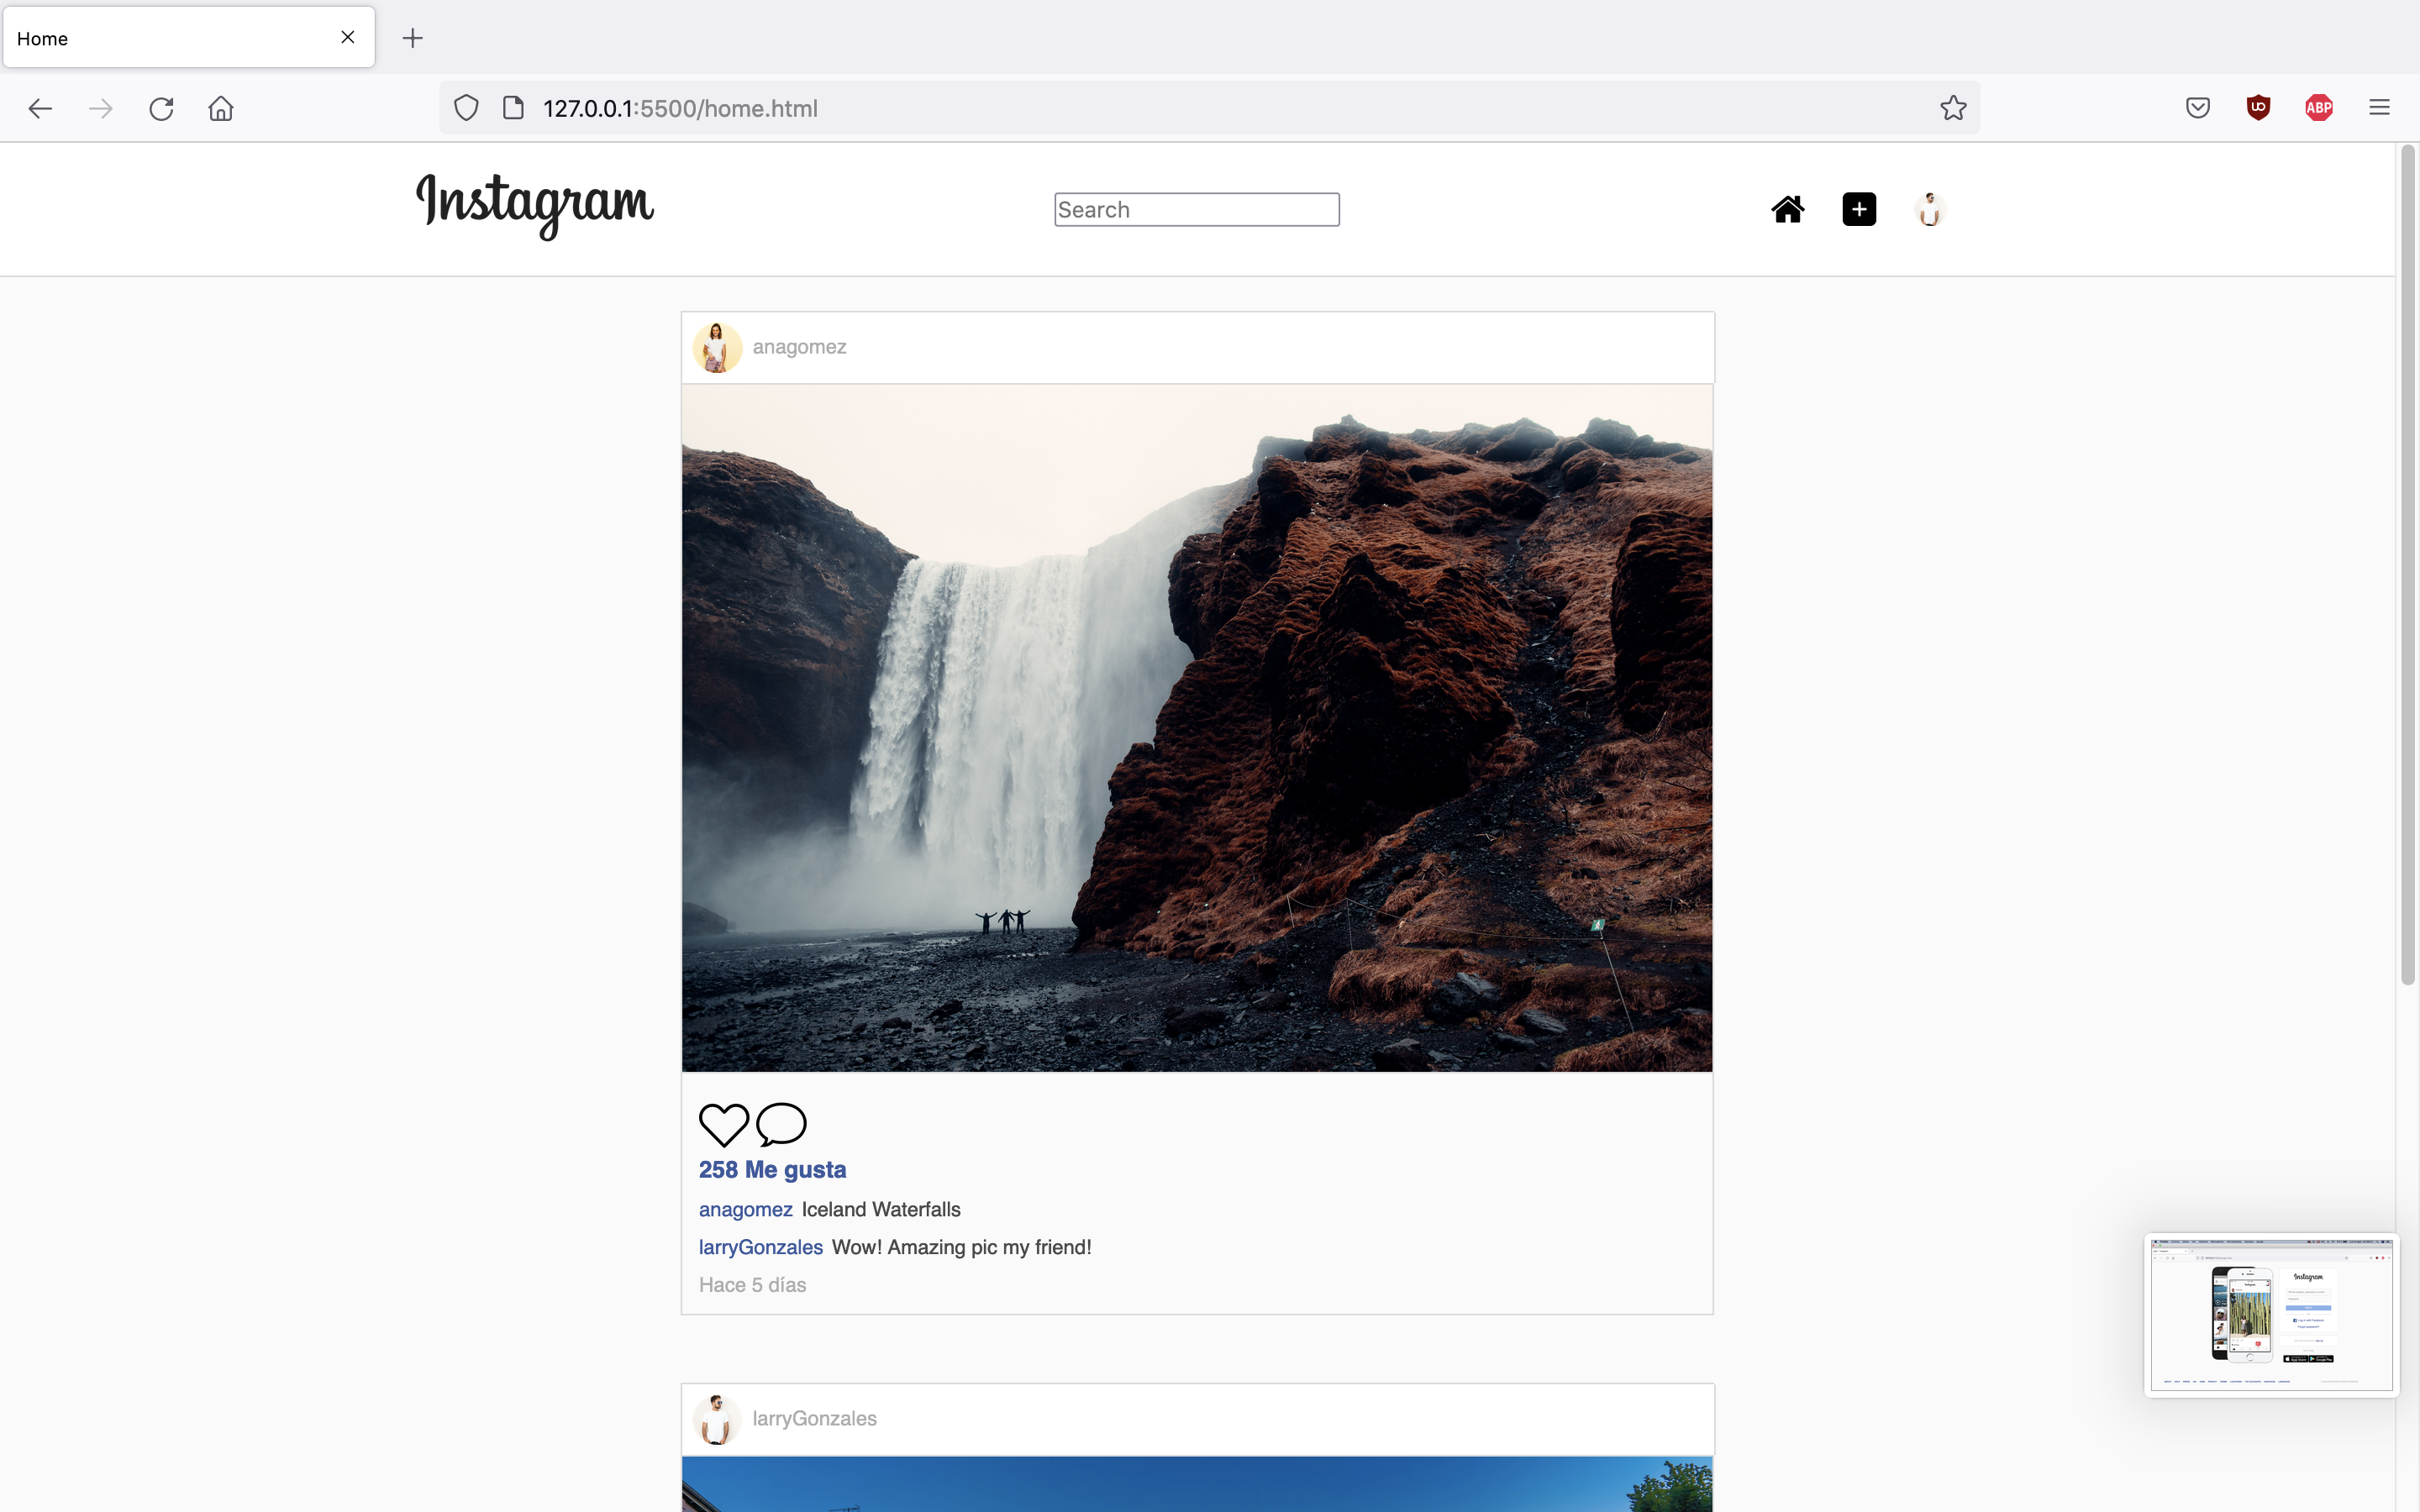 Home
127.0.0.1:5500/home.html
ABP
Instagram
Search
anagomez
258 Me gusta
anagomez Iceland Waterfalls
larryGonzales Wow! Amazing pic my friend!
Hace 5 días
Instagram
larryGonzales